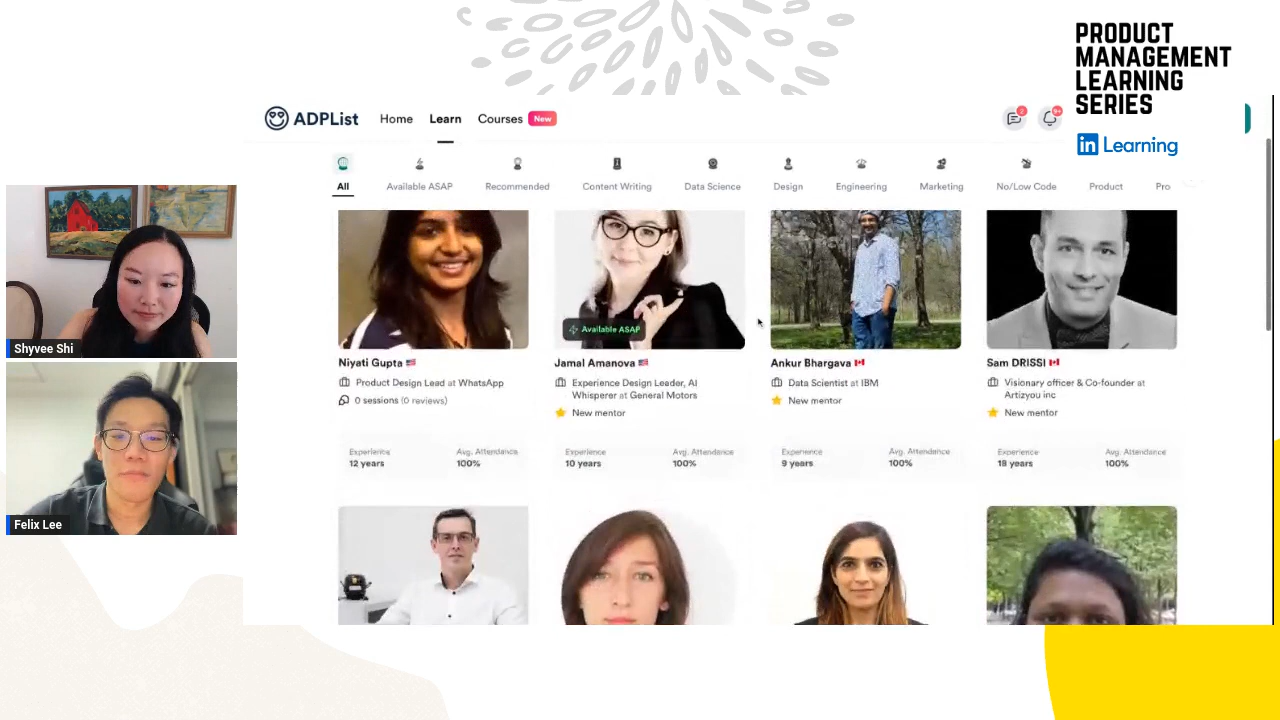 PRODUCT
MANAGEMENT
LEARNING
SERIES
in Learning
ADPList
Home
Learn
Courses
New
2
9+
All
Available ASAP
Recommended
Content Writing
Data Science
Design
Engineering
Marketing
No/Low Code
Product
Pro
Available ASAP
Niyati Gupta
Product Design Lead at WhatsApp
0 sessions (0 reviews)
Experience
12 years
Avg. Attendance
100%
Jamal Amanova
Experience Design Leader, AI
Whisperer at General Motors
New mentor
Experience
10 years
Avg. Attendance
100%
Ankur Bhargava
Data Scientist at IBM
New mentor
Experience
9 years
Avg. Attendance
100%
Sam DRISSI
Visionary officer & Co-founder at
Artizyou inc
New mentor
Experience
18 years
Avg. Attendance
100%
Shyvee Shi
Felix Lee